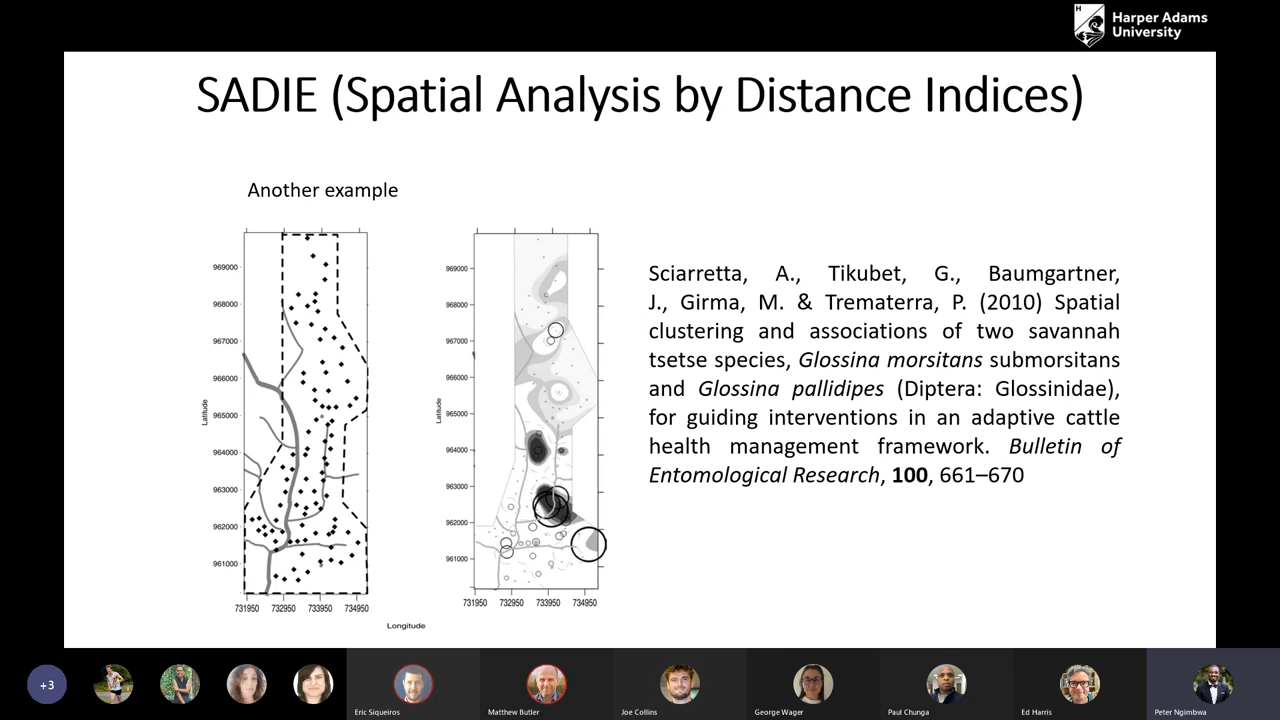 H
Harper Adams
University
SADIE (Spatial Analysis by Distance Indices)
Another example
969000
968000
967000
966000
965000
964000
963000
962000
961000
Latitude
731950 732950 733950 734950
969000
968000
967000
966000
965000
964000
963000
962000
961000
Latitude
731950 732950 733950 734950
Longitude
Sciarretta, A., Tikubet, G., Baumgartner,
J., Girma, M. & Trematerra, P. (2010) Spatial
clustering and associations of two savannah
tsetse species, Glossina morsitans submorsitans
and Glossina pallidipes (Diptera: Glossinidae),
for guiding interventions in an adaptive cattle
health management framework. Bulletin of
Entomological Research, 100, 661–670
+3
Eric Siqueiros
Matthew Butler
Joe Collins
George Wager
Paul Chunga
Ed Harris
Peter Ngimbwa